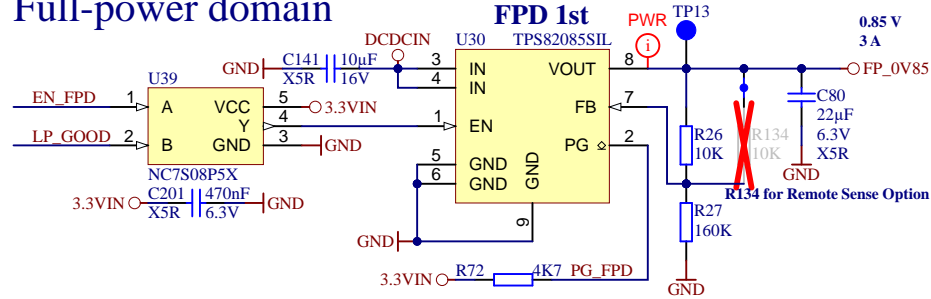 Full-power domain
FPD 1st
PWR
i
TP13
0.85 V
3 A
DCDCIN
U30
TPS82085SIL
C141
10µF
GND
X5R
16V
3
IN
4
IN
VOUT
8
FP_0V85
U39
EN_FPD
1
A
VCC
5
3.3VIN
Y
4
1
EN
FB
7
C80
22µF
6.3V
X5R
GND
LP_GOOD
2
B
GND
3
GND
PG
2
R26
10K
R134
10K
NC7S08P5X
5
GND
6
GND
GND
9
R134 for Remote Sense Option
3.3VIN
C201
470nF
X5R
6.3V
GND
R27
160K
GND
GND
3.3VIN
R72
4K7
PG_FPD